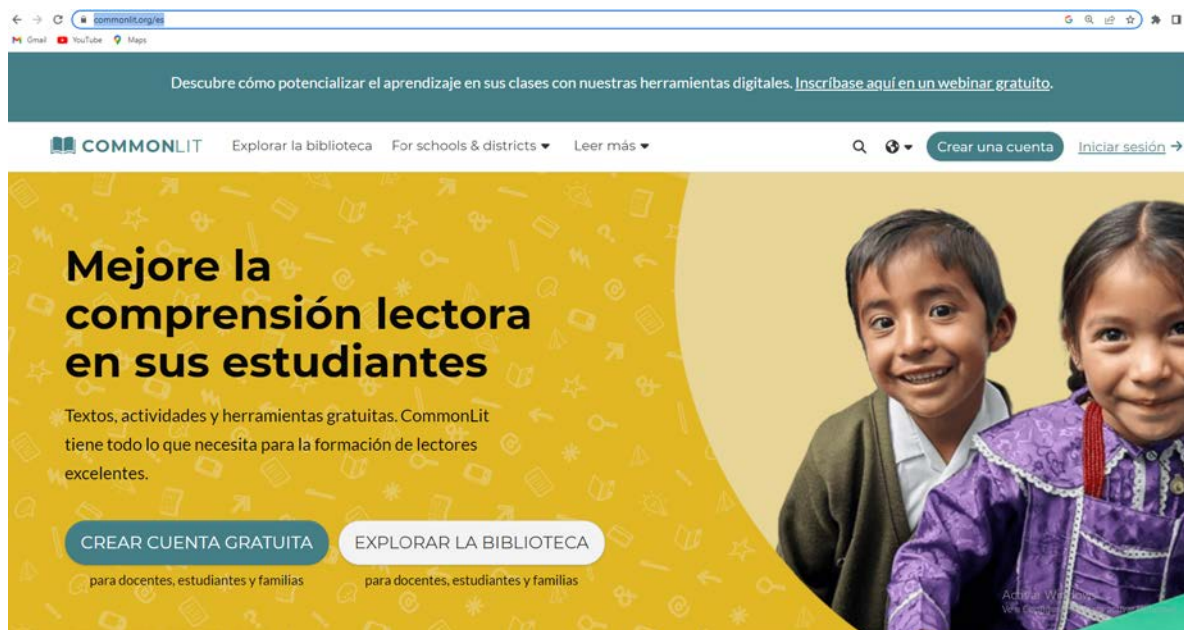 commonlit.org/es
Gmail YouTube Maps
Descubre cómo potencializar el aprendizaje en sus clases con nuestras herramientas digitales. Inscríbase aquí en un webinar gratuito.
COMMONLIT Explorar la biblioteca For schools & districts Leer más Crear una cuenta Iniciar sesión →
Mejore la
comprensión lectora
en sus estudiantes
Textos, actividades y herramientas gratuitas. CommonLit
tiene todo lo que necesita para la formación de lectores
excelentes.
CREAR CUENTA GRATUITA EXPLORAR LA BIBLIOTECA
para docentes, estudiantes y familias para docentes, estudiantes y familias
Activar Windows